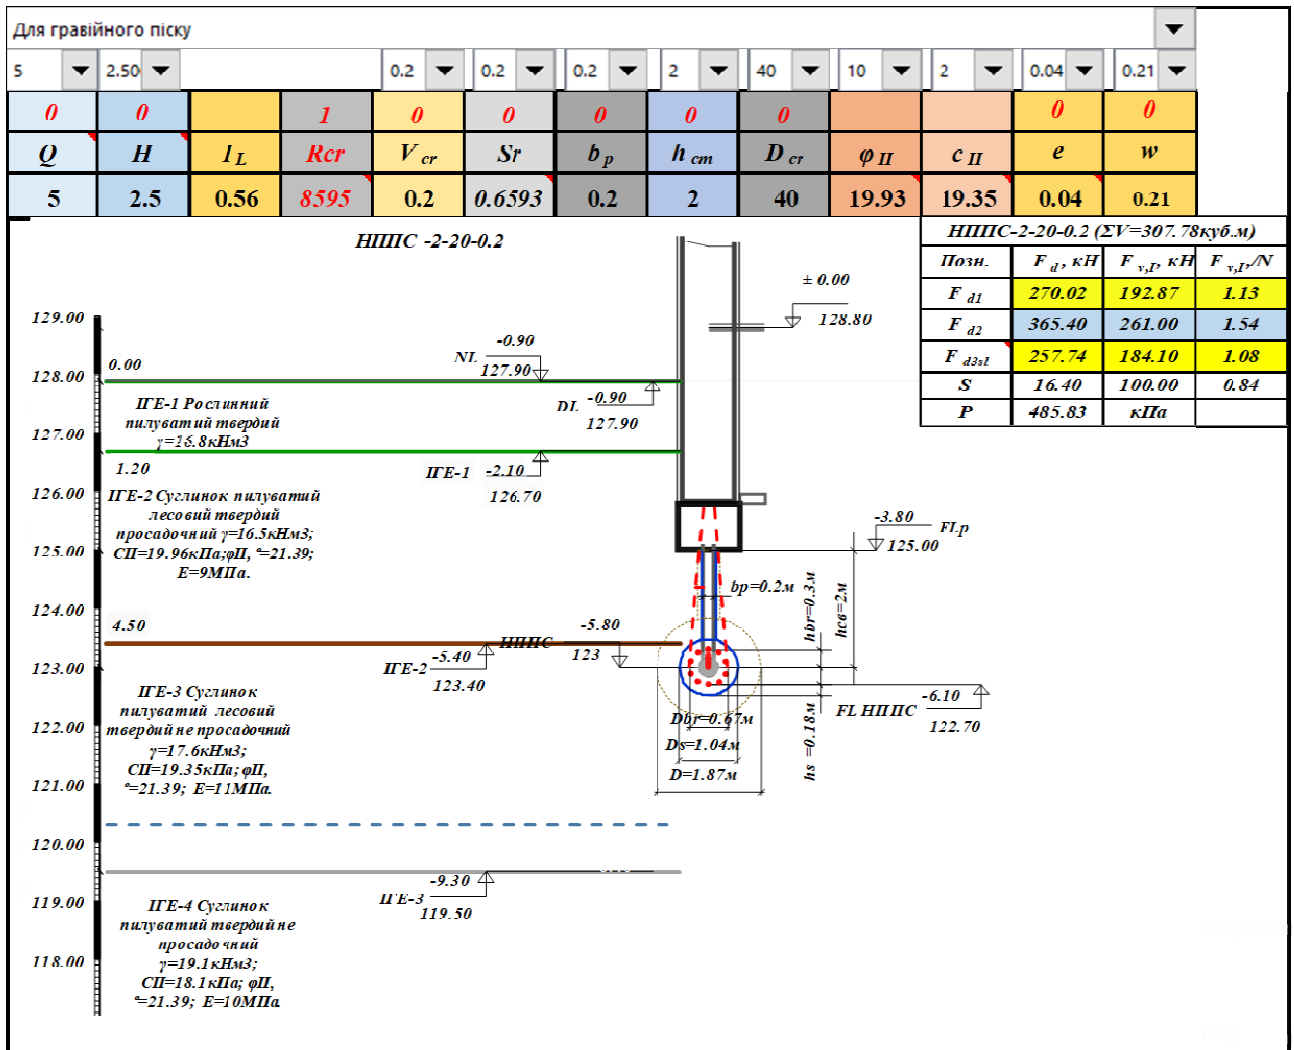 Для гравійного піску
5 2.50 0.2 0.2 0.2 2 40 10 2 0.04 0.21
0 0 1 0 0 0 0 0 0 0
Q H I L Rcr V cr Sr b p h cm D cr φ II c II e w
5 2.5 0.56 8595 0.2 0.6593 0.2 2 40 19.93 19.35 0.04 0.21
НППС -2-20-0.2
НППС-2-20-0.2 (ΣV=307.78куб.м)
Позн. F d , кН F v,I, кН F v,I,/N
F d1 270.02 192.87 1.13
F d2 365.40 261.00 1.54
F d3sl 257.74 184.10 1.08
S 16.40 100.00 0.84
P 485.83 кПа
± 0.00
128.80
129.00
128.00
127.00
126.00
125.00
124.00
123.00
122.00
121.00
120.00
119.00
118.00
0.00
NL -0.90
127.90
DL -0.90
127.90
ІГЕ-1 Рослинний
пилуватий твердий
γ=16.8кНм3
1.20
ІГЕ-1 -2.10
126.70
ІГЕ-2 Суглинок пилуватий
лесовий твердий
просадочний γ=16.5кНм3;
СІІ=19.96кПа;φІІ, °=21.39;
Е=9МПа.
-3.80 FLp
125.00
bp=0.2м
hbr=0.3м
hсв=2м
4.50
НППС -5.80
123
ІГЕ-2 -5.40
123.40
ІГЕ-3 Суглинок
пилуватий лесовий
твердий не просадочний
γ=17.6кНм3;
СІІ=19.35кПа; φІІ,
°=21.39; Е=11МПа.
-6.10
FL НППС 122.70
hs =0.18м
Dbr=0.67м
Ds=1.04м
D=1.87м
ІГЕ-3 -9.30
119.50
ІГЕ-4 Суглинок
пилуватий твердий не
просадочний
γ=19.1кНм3;
СІІ=18.1кПа; φІІ,
°=21.39; Е=10МПа.